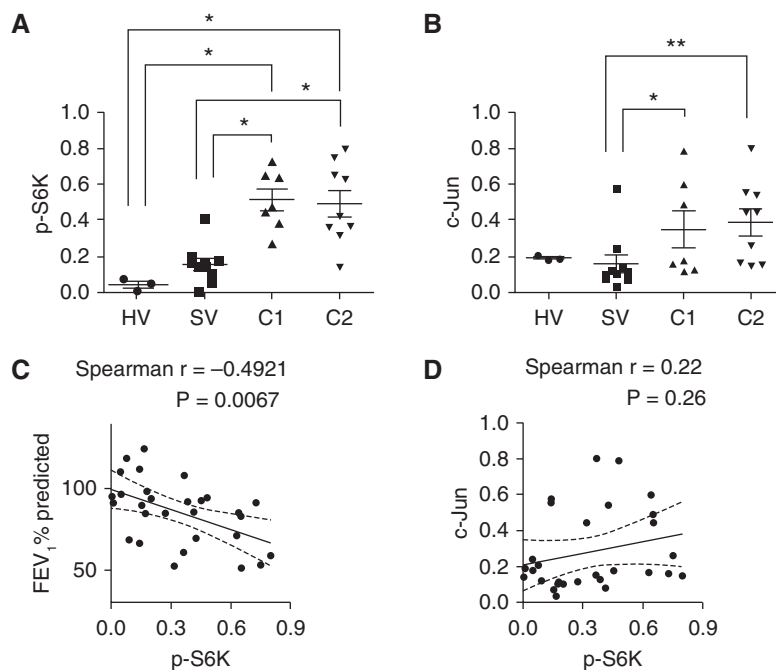 A
B
*
*
*
*
**
*
1.0
0.8
0.6
0.4
0.2
0.0
p-S6K
HV SV C1 C2
1.0
0.8
0.6
0.4
0.2
0.0
c-Jun
HV SV C1 C2
C
Spearman r = –0.4921
P = 0.0067
100
50
FEV1% predicted
0.0 0.3 0.6 0.9
p-S6K
D
Spearman r = 0.22
P = 0.26
1.0
0.8
0.6
0.4
0.2
0.0
c-Jun
0.0 0.3 0.6 0.9
p-S6K